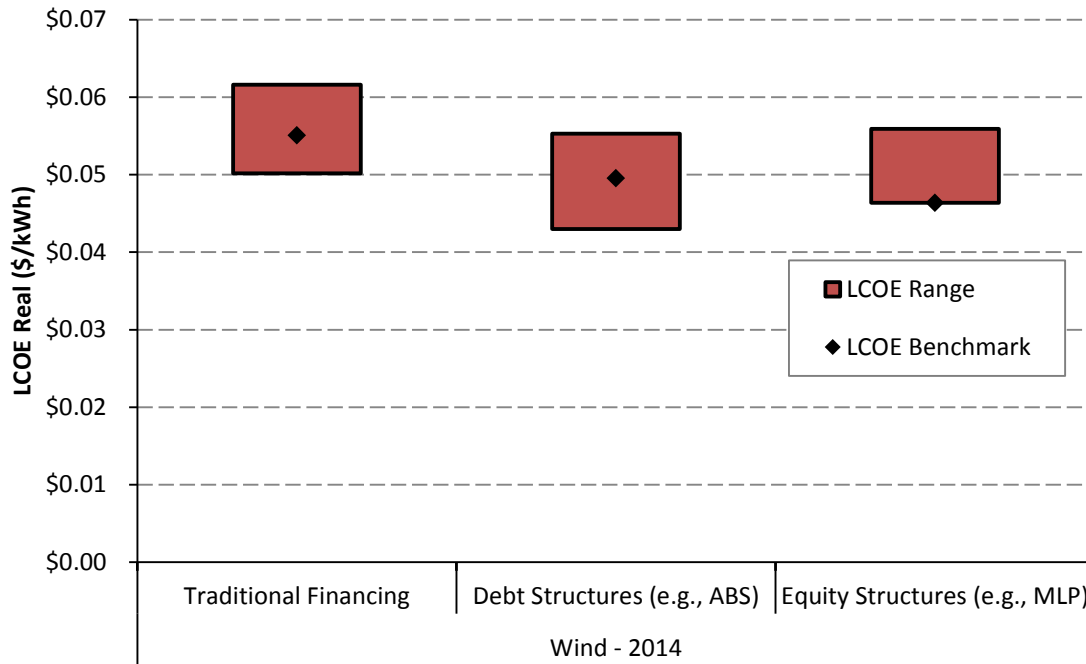 $0.07
$0.06
$0.05
$0.04
$0.03
$0.02
$0.01
$0.00
LCOE Real ($/kWh)
LCOE Range
LCOE Benchmark
Traditional Financing
Debt Structures (e.g., ABS)
Equity Structures (e.g., MLP)
Wind - 2014